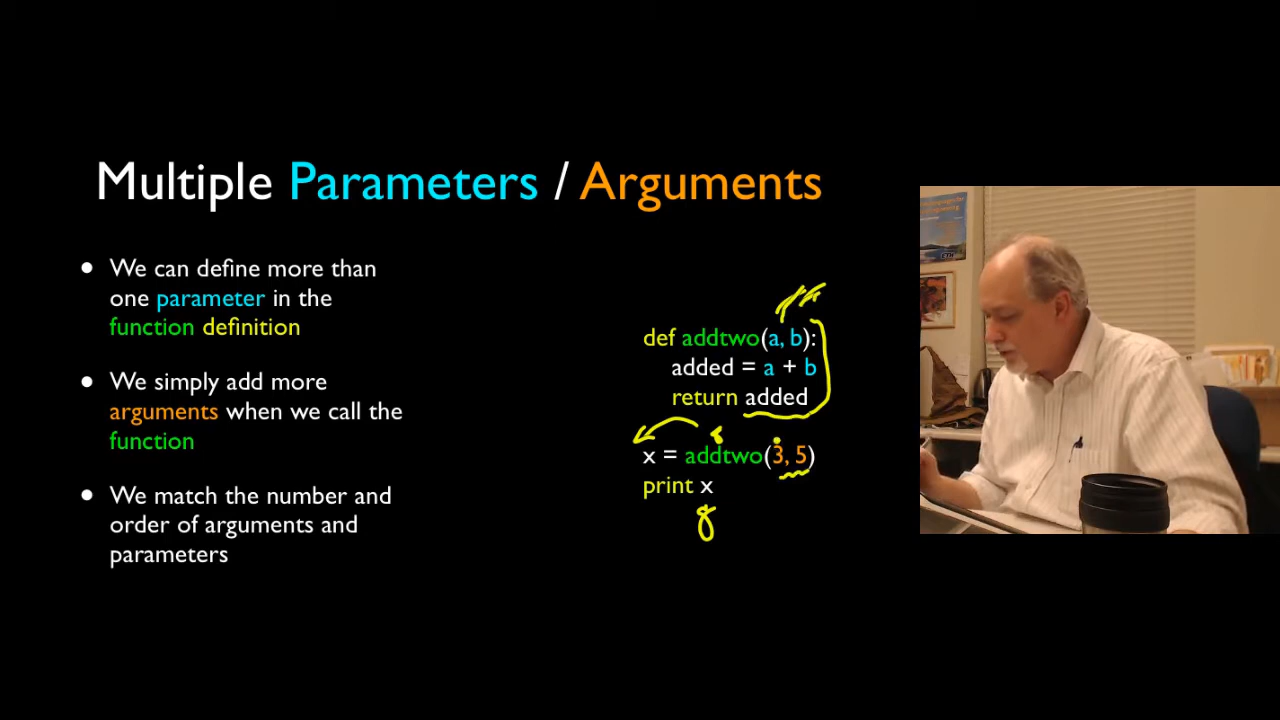 Multiple Parameters / Arguments
• We can define more than
one parameter in the
function definition
• We simply add more
arguments when we call the
function
• We match the number and
order of arguments and
parameters
def addtwo(a, b):
added = a + b
return added
x = addtwo(3, 5)
print x
8